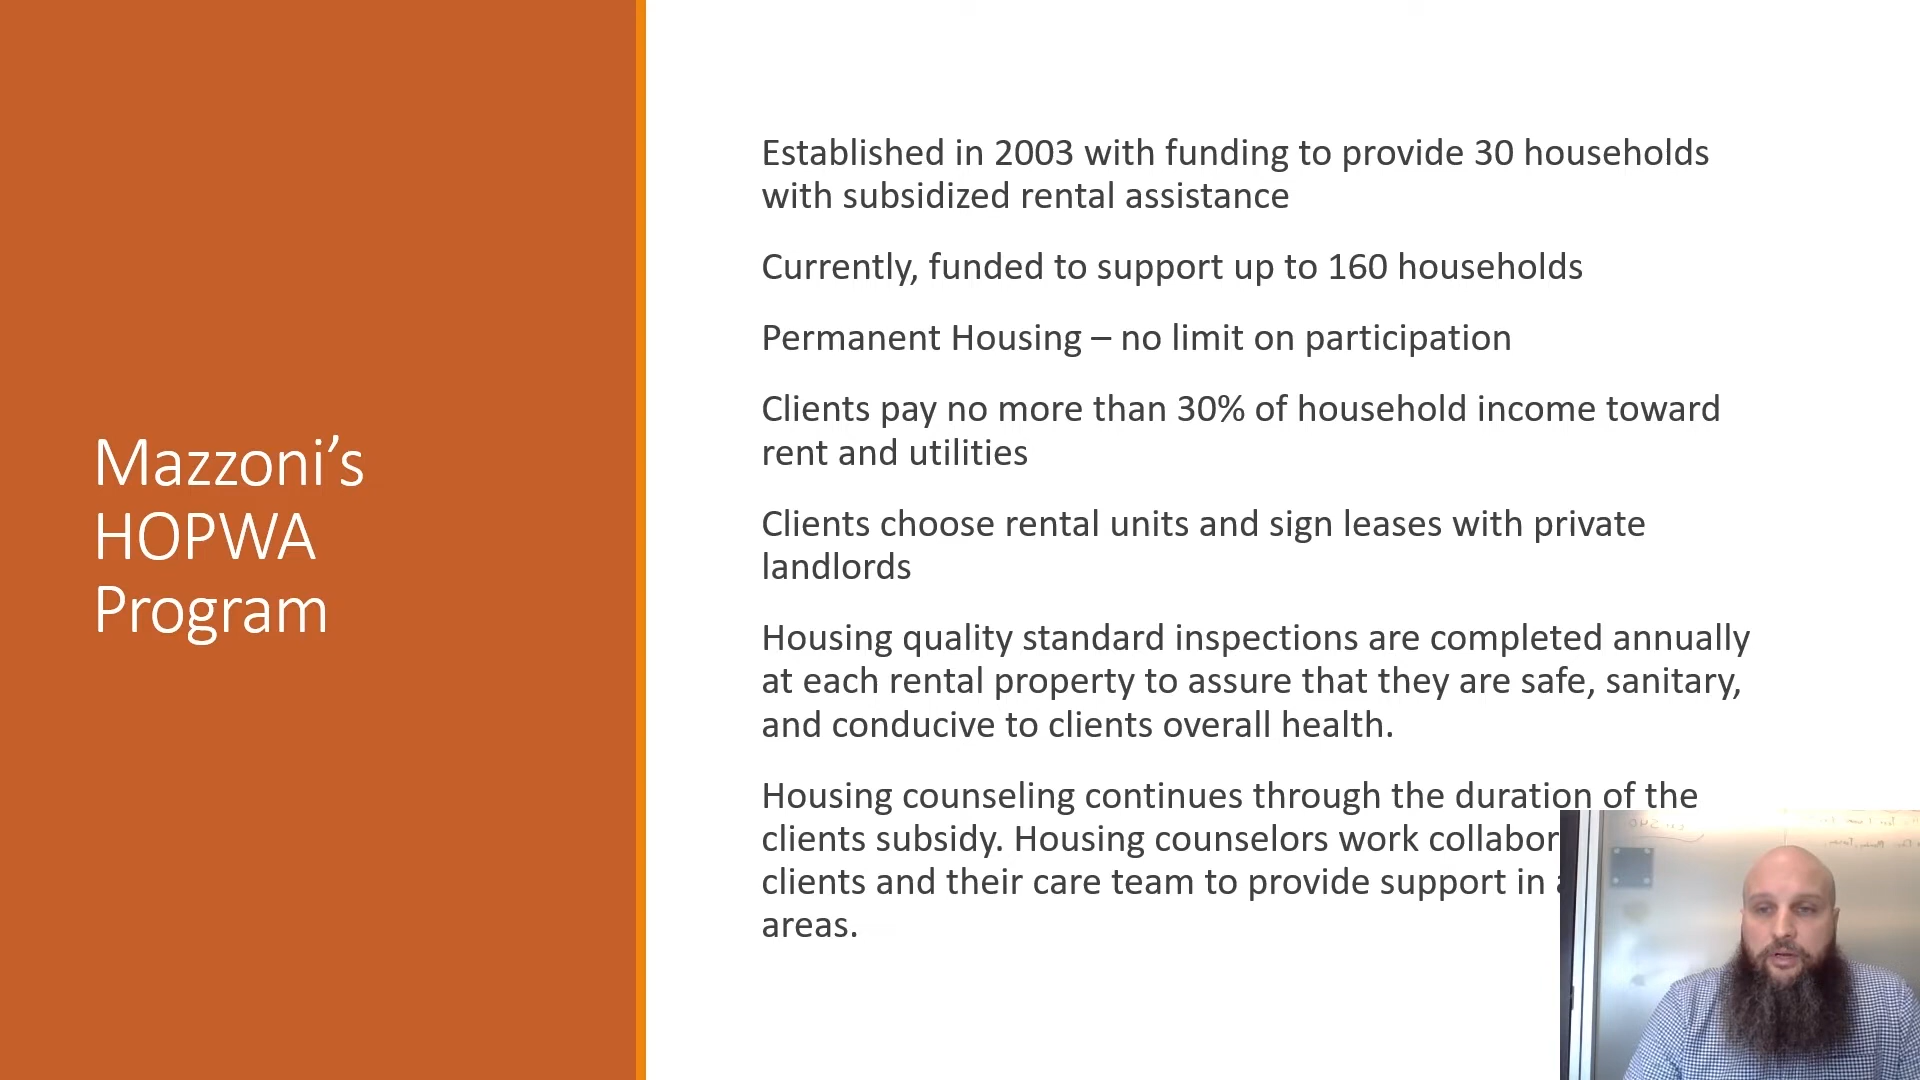 Mazzoni’s
HOPWA
Program
Established in 2003 with funding to provide 30 households
with subsidized rental assistance
Currently, funded to support up to 160 households
Permanent Housing – no limit on participation
Clients pay no more than 30% of household income toward
rent and utilities
Clients choose rental units and sign leases with private
landlords
Housing quality standard inspections are completed annually
at each rental property to assure that they are safe, sanitary,
and conducive to clients overall health.
Housing counseling continues through the duration of the
clients subsidy. Housing counselors work
clients and their care team to provide support in
areas.